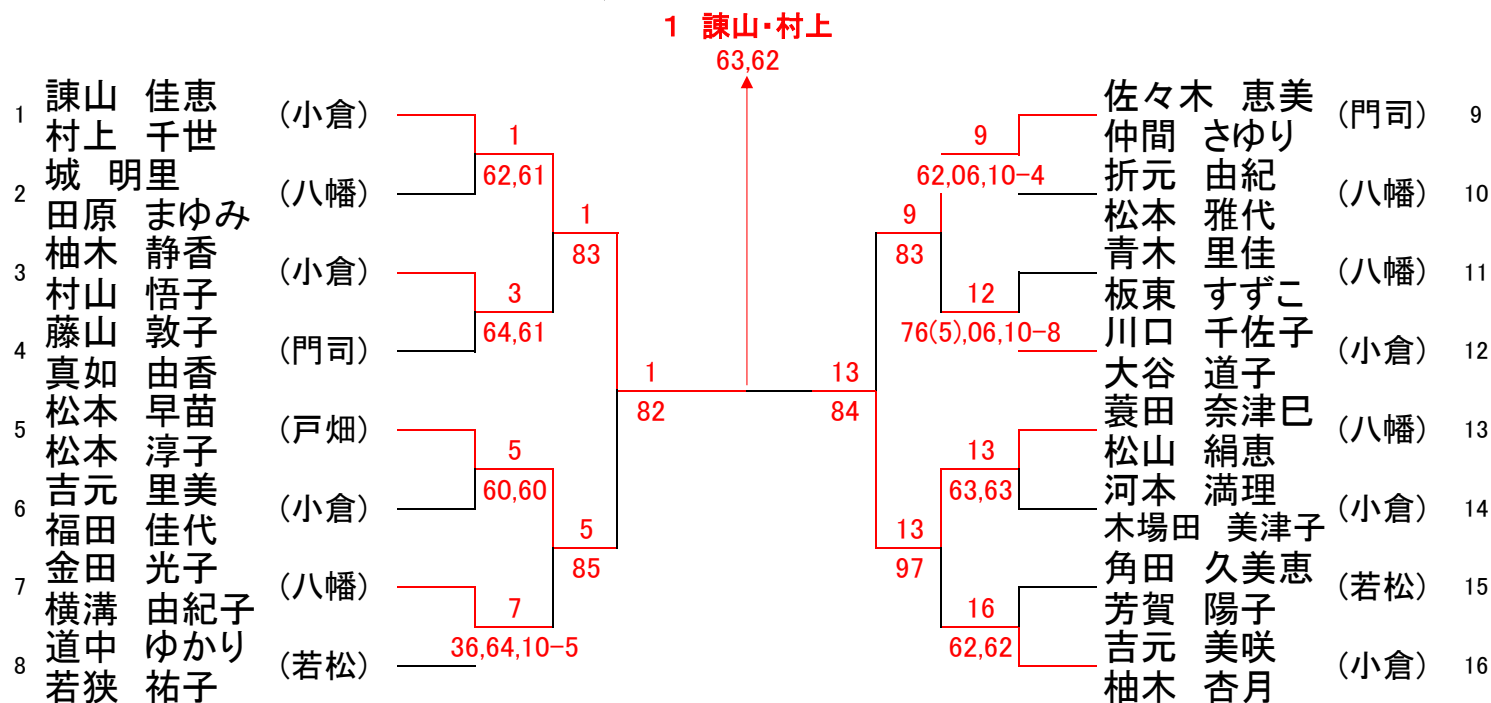 1 諌山・村上
63,62
1 諌山 佳恵 (小倉)
村上 千世
2 城 明里 (八幡)
田原 まゆみ
3 柚木 静香 (小倉)
村山 悟子
4 藤山 敦子 (門司)
真如 由香
5 松本 早苗 (戸畑)
松本 淳子
6 吉元 里美 (小倉)
福田 佳代
7 金田 光子 (八幡)
横溝 由紀子
8 道中 ゆかり (若松)
若狭 祐子
1
62,61
3
64,61
5
60,60
7
36,64,10-5
1
83
5
85
1
82
13
84
9
83
13
97
9
62,06,10-4
12
76(5),06,10-8
13
63,63
16
62,62
佐々木 恵美 (門司) 9
仲間 さゆり
折元 由紀 (八幡) 10
松本 雅代
青木 里佳 (八幡) 11
板東 すずこ
川口 千佐子 (小倉) 12
大谷 道子
蓑田 奈津巳 (八幡) 13
松山 絹恵
河本 満理 (小倉) 14
木場田 美津子
角田 久美恵 (若松) 15
芳賀 陽子
吉元 美咲 (小倉) 16
柚木 杏月